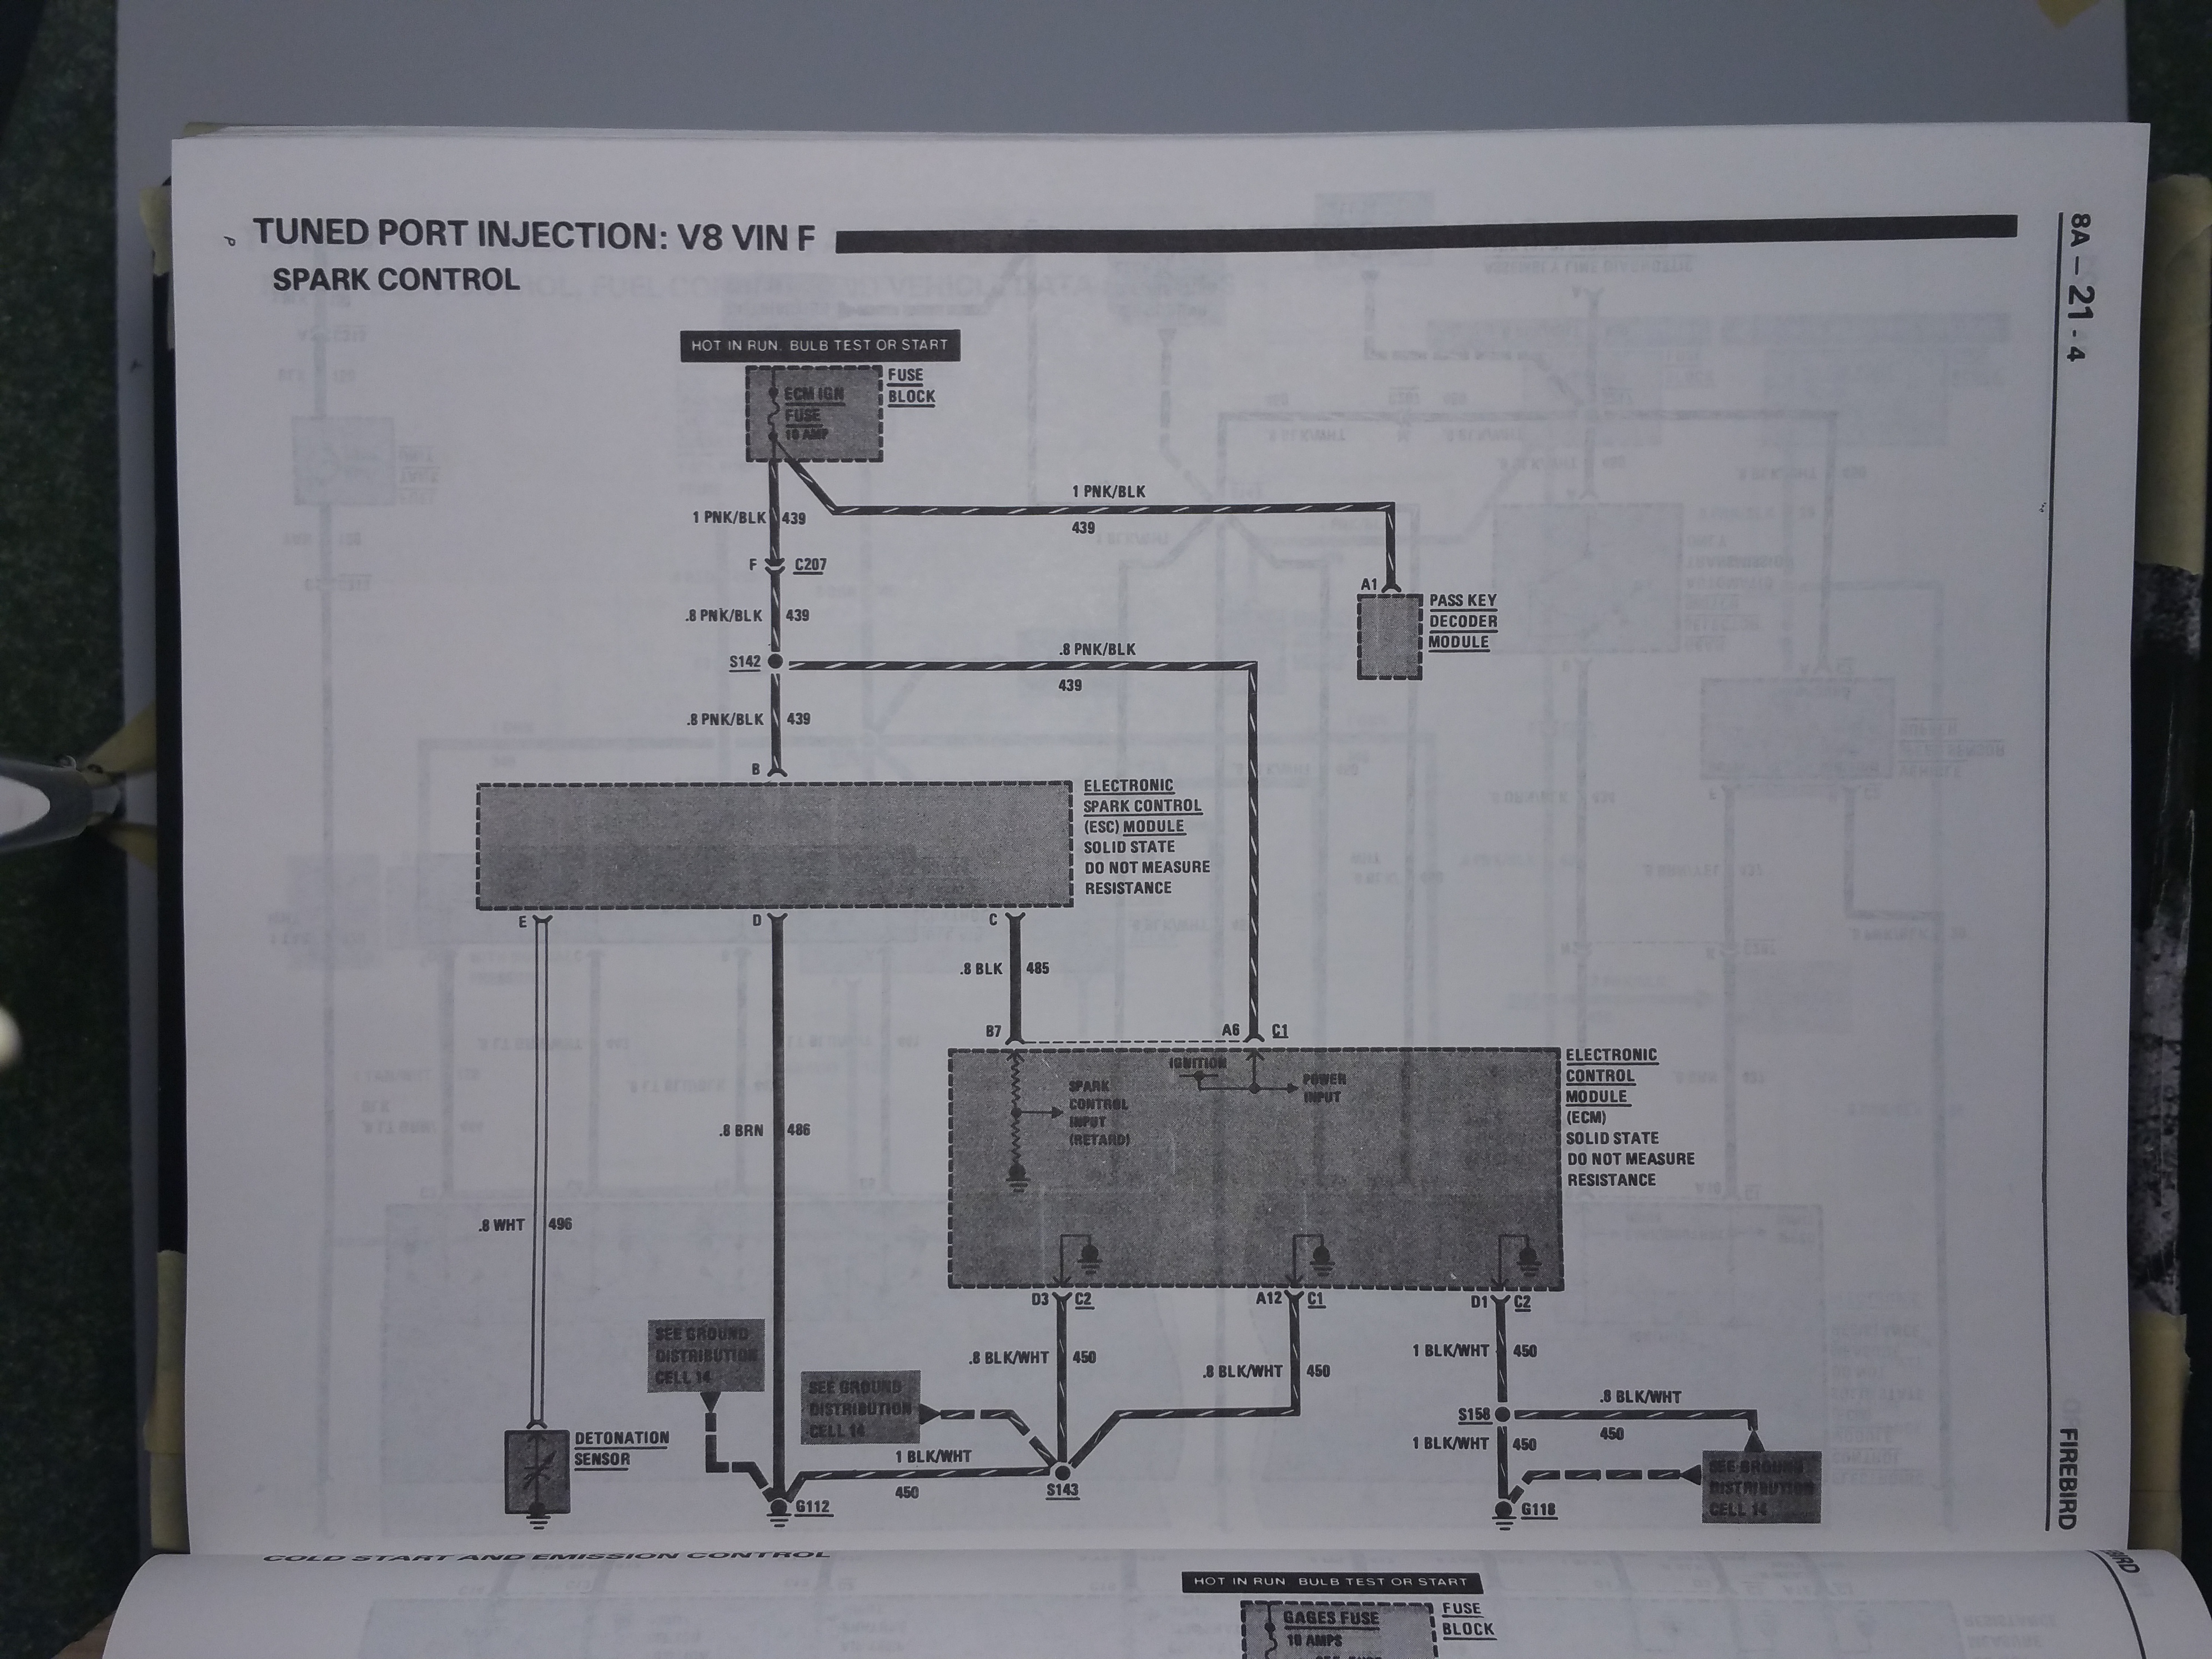 TUNED PORT INJECTION: V8 VIN F
SPARK CONTROL
8A - 21 - 4
HOT IN RUN. BULB TEST OR START
ECM IGN
FUSE
10 AMP
FUSE
BLOCK
1 PNK/BLK
439
1 PNK/BLK 439
F C207
A1
PASS KEY
DECODER
MODULE
.8 PNK/BLK 439
S142
.8 PNK/BLK
439
.8 PNK/BLK 439
B
ELECTRONIC
SPARK CONTROL
(ESC) MODULE
SOLID STATE
DO NOT MEASURE
RESISTANCE
E D C
.8 BLK 485
B7 A6 C1
IGNITION
POWER
INPUT
SPARK
CONTROL
INPUT
(RETARD)
ELECTRONIC
CONTROL
MODULE
(ECM)
SOLID STATE
DO NOT MEASURE
RESISTANCE
.8 BRN 486
.8 WHT 496
D3 C2 A12 C1 D1 C2
SEE GROUND
DISTRIBUTION
CELL 14
SEE GROUND
DISTRIBUTION
CELL 14
.8 BLK/WHT 450
.8 BLK/WHT 450
1 BLK/WHT 450
S158
.8 BLK/WHT
450
1 BLK/WHT 450
DETONATION
SENSOR
1 BLK/WHT
450
S143
G112
G118
SEE GROUND
DISTRIBUTION
CELL 14
FIREBIRD
COLD START AND EMISSION CONTROL
HOT IN RUN BULB TEST OR START
GAGES FUSE
10 AMPS
FUSE
BLOCK